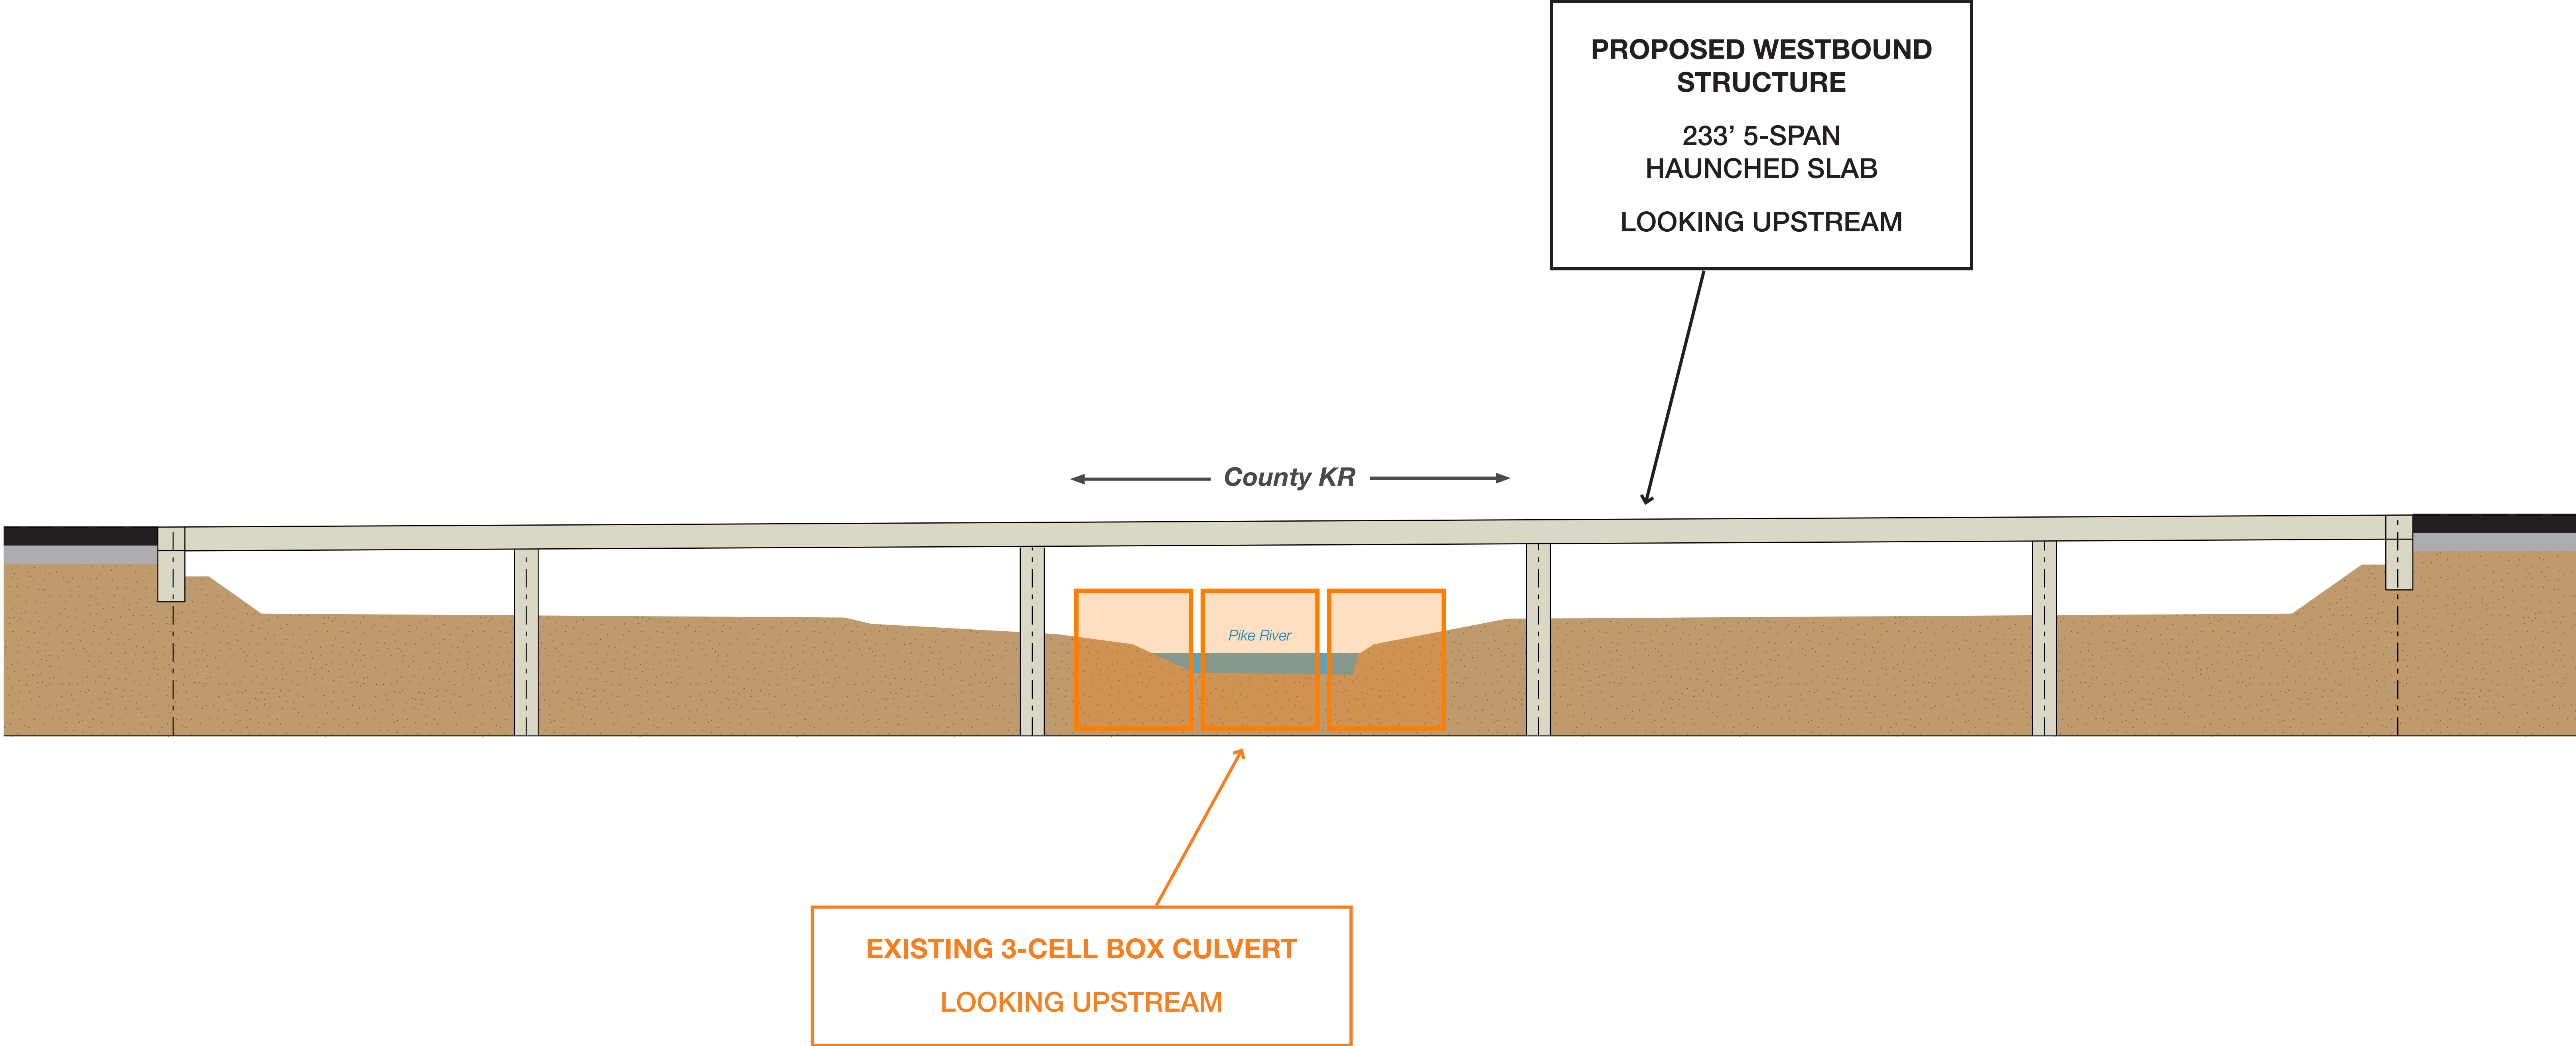 PROPOSED WESTBOUND
STRUCTURE
233’ 5-SPAN
HAUNCHED SLAB
LOOKING UPSTREAM
County KR
Pike River
EXISTING 3-CELL BOX CULVERT
LOOKING UPSTREAM